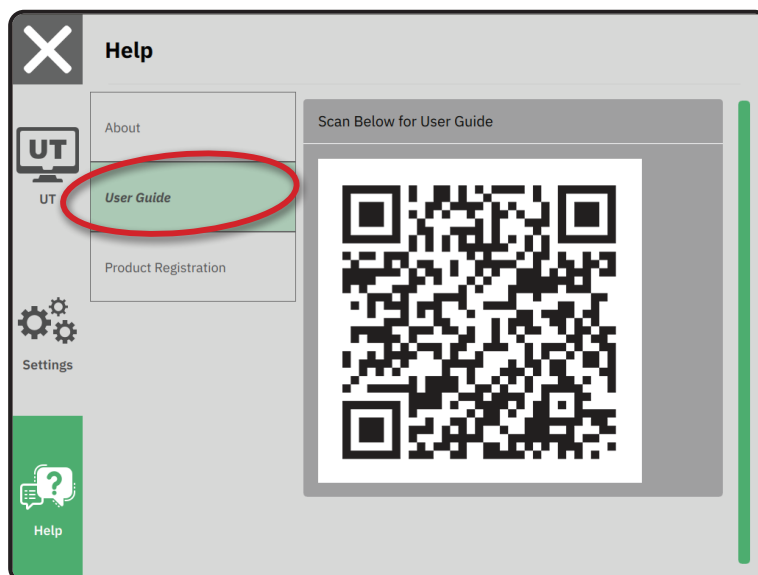 Help
About
User Guide
Product Registration
UT
UT
Settings
Help
Scan Below for User Guide